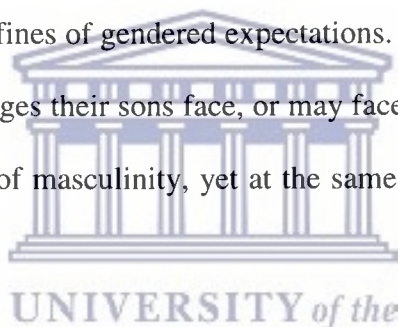 fines of gendered expectations.
ges their sons face, or may face
of masculinity, yet at the same
UNIVERSITY of the